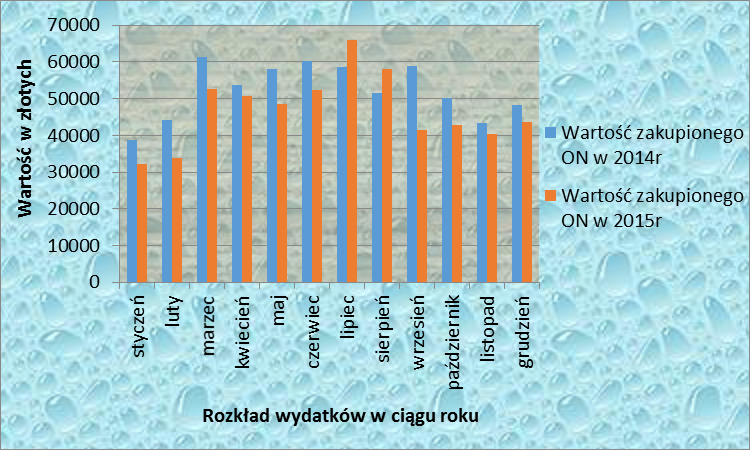 70000
60000
50000
40000
30000
20000
10000
0
Wartość w złotych
styczeń
luty
marzec
kwiecień
maj
czerwiec
lipiec
sierpień
wrzesień
październik
listopad
grudzień
Rozkład wydatków w ciągu roku
Wartość zakupionego
ON w 2014r
Wartość zakupionego
ON w 2015r